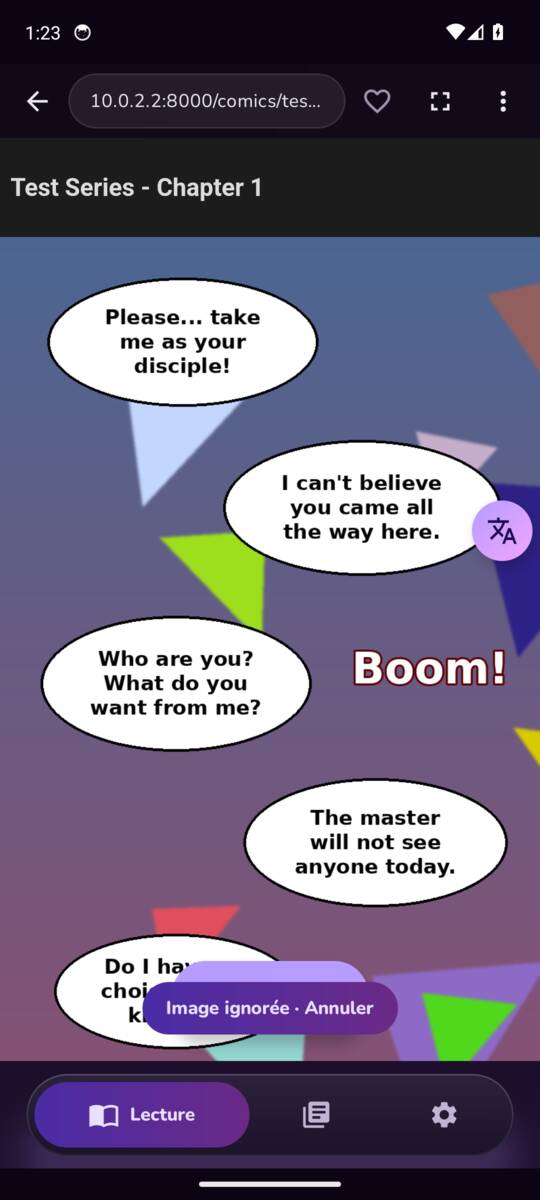 1:23
10.0.2.2:8000/comics/tes...
Test Series - Chapter 1
Please... take
me as your
disciple!
I can't believe
you came all
the way here.
Who are you?
What do you
want from me?
Boom!
The master
will not see
anyone today.
Do I
Image ignorée · Annuler
Lecture